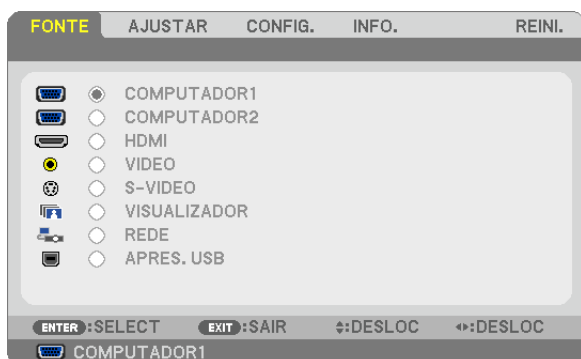 FONTE AJUSTAR CONFIG. INFO. REINI.
COMPUTADOR1
COMPUTADOR2
HDMI
VIDEO
S-VIDEO
VISUALIZADOR
REDE
APRES. USB
ENTER :SELECT EXIT :SAIR :DESLOC :DESLOC
COMPUTADOR1